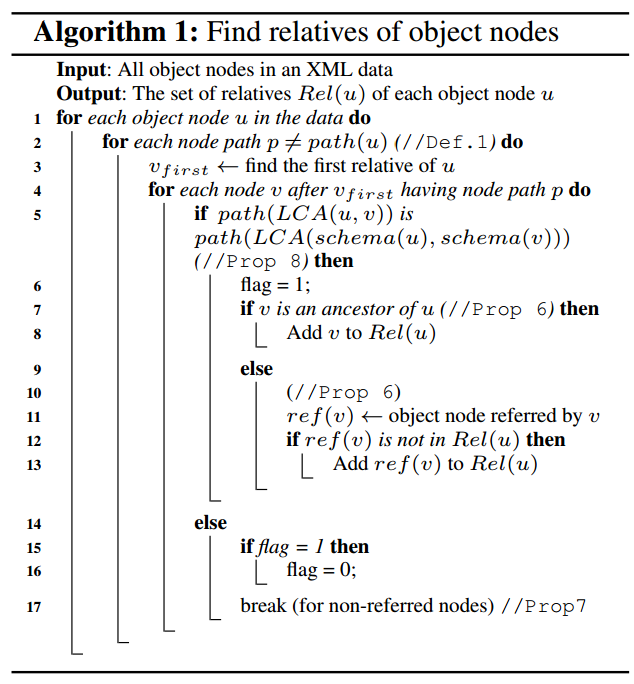 Algorithm 1: Find relatives of object nodes
Input: All object nodes in an XML data
Output: The set of relatives Rel(u) of each object node u
1 for each object node u in the data do
2 for each node path p ≠ path(u) (//Def.1) do
3 v_first ← find the first relative of u
4 for each node v after v_first having node path p do
5 if path(LCA(u, v)) is
path(LCA(schema(u), schema(v)))
(//Prop 8) then
6 flag = 1;
7 if v is an ancestor of u (//Prop 6) then
8 Add v to Rel(u)
9 else
10 (//Prop 6)
11 ref(v) ← object node referred by v
12 if ref(v) is not in Rel(u) then
13 Add ref(v) to Rel(u)
14 else
15 if flag = 1 then
16 flag = 0;
17 break (for non-referred nodes) //Prop7